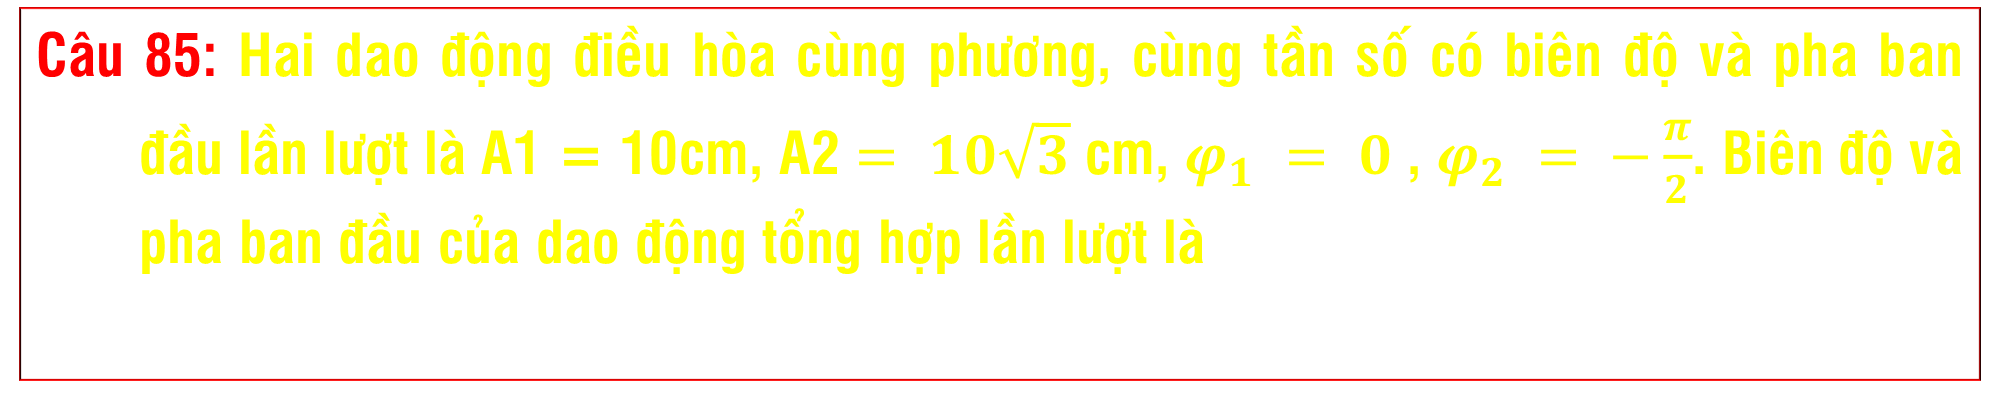 Câu 85: Hai dao động điều hòa cùng phương, cùng tần số có biên độ và pha ban
đầu lần lượt là A1 = 10cm, A2 = 10√3 cm, φ₁ = 0 , φ₂ = −π/2. Biên độ và
pha ban đầu của dao động tổng hợp lần lượt là